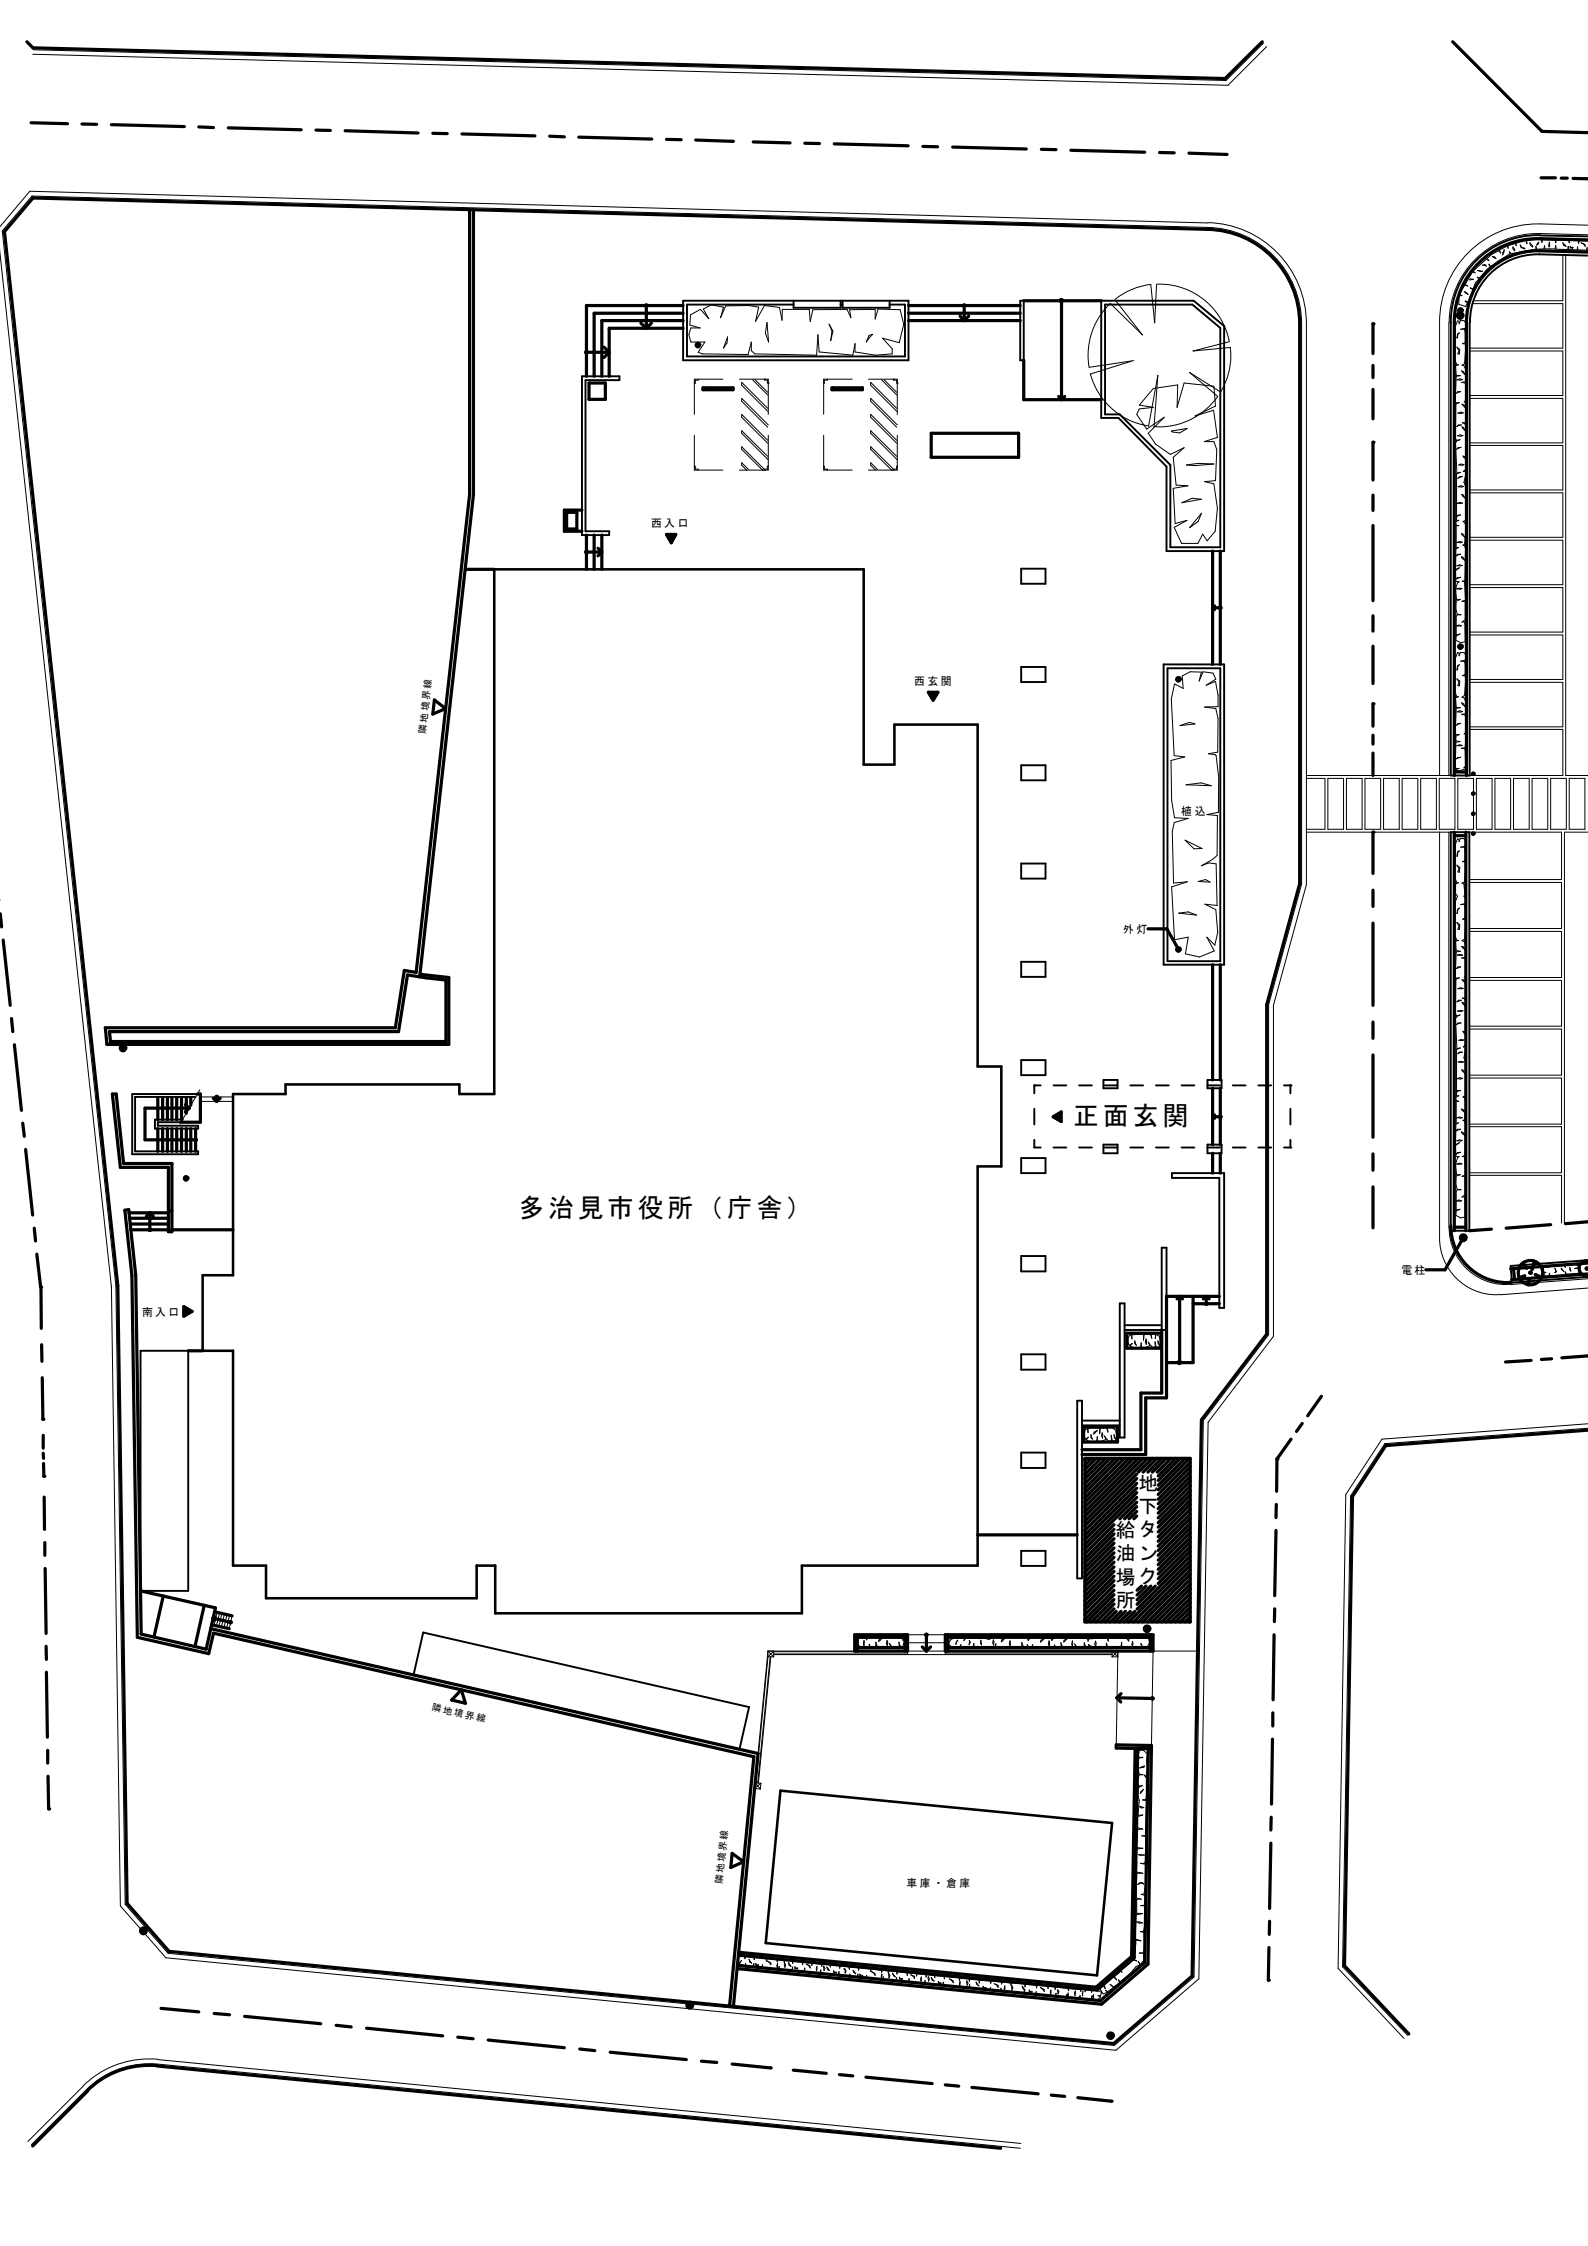 西入口
隣地境界線
西玄関
植込
外灯
正面玄関
多治見市役所（庁舎）
電柱
南入口
地下タンク
給油場所
隣地境界線
隣地境界線
車庫・倉庫